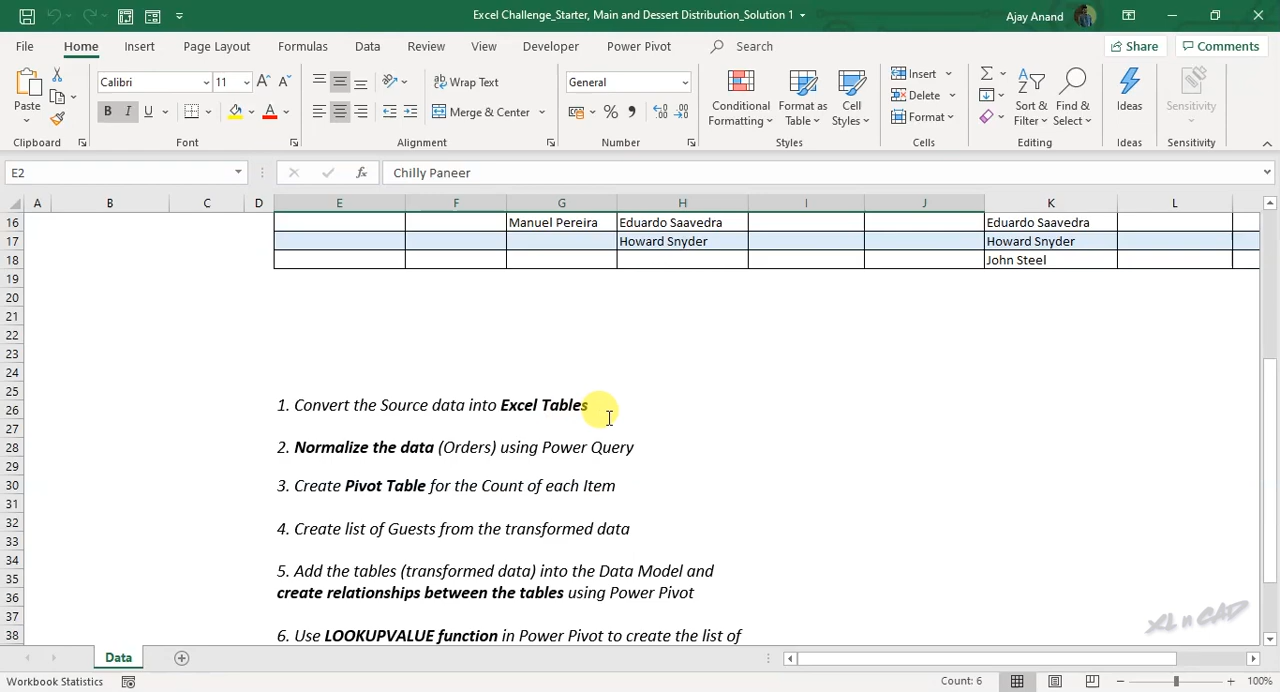 Excel Challenge_Starter, Main and Dessert Distribution_Solution 1
Ajay Anand
File Home Insert Page Layout Formulas Data Review View Developer Power Pivot Search Share Comments
Paste
Calibri 11
B I U
Wrap Text
Merge & Center
General
Conditional Formatting
Format as Table
Cell Styles
Insert
Delete
Format
Sort & Filter
Find & Select
Ideas
Sensitivity
Clipboard Font Alignment Number Styles Cells Editing Ideas Sensitivity
E2 fx Chilly Paneer
A B C D E F G H I J K L
16 Manuel Pereira Eduardo Saavedra Eduardo Saavedra
17 Howard Snyder Howard Snyder
18 John Steel
19
20
21
22
23
24
25
26
27
28
29
30
31
32
33
34
35
36
37
38
1. Convert the Source data into Excel Tables
2. Normalize the data (Orders) using Power Query
3. Create Pivot Table for the Count of each Item
4. Create list of Guests from the transformed data
5. Add the tables (transformed data) into the Data Model and
create relationships between the tables using Power Pivot
6. Use LOOKUPVALUE function in Power Pivot to create the list of
XL n CAD
Data
Workbook Statistics Count: 6 100%